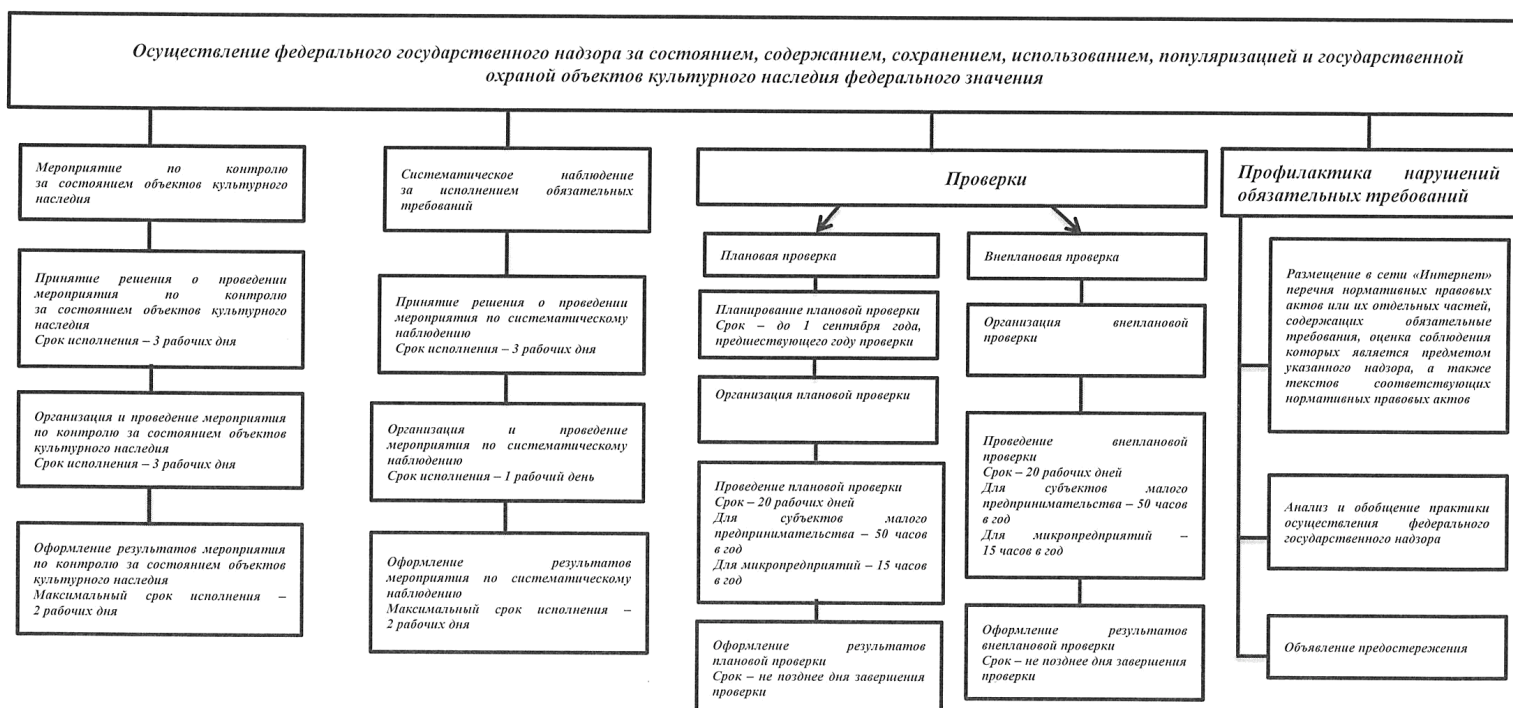 Осуществление федерального государственного надзора за состоянием, содержанием, сохранением, использованием, популяризацией и государственной
охраной объектов культурного наследия федерального значения
Мероприятие по контролю
за состоянием объектов культурного
наследия
Принятие решения о проведении
мероприятия по контролю
за состоянием объектов культурного
наследия
Срок исполнения – 3 рабочих дня
Организация и проведение мероприятия
по контролю за состоянием объектов
культурного наследия
Срок исполнения – 3 рабочих дня
Оформление результатов мероприятия
по контролю за состоянием объектов
культурного наследия
Максимальный срок исполнения –
2 рабочих дня
Систематическое наблюдение
за исполнением обязательных
требований
Принятие решения о проведении
мероприятия по систематическому
наблюдению
Срок исполнения – 3 рабочих дня
Организация и проведение
мероприятия по систематическому
наблюдению
Срок исполнения – 1 рабочий день
Оформление результатов
мероприятия по систематическому
наблюдению
Максимальный срок исполнения –
2 рабочих дня
Проверки
Плановая проверка
Планирование плановой проверки
Срок – до 1 сентября года,
предшествующего году проверки
Организация плановой проверки
Проведение плановой проверки
Срок – 20 рабочих дней
Для субъектов малого
предпринимательства – 50 часов
в год
Для микропредприятий – 15 часов
в год
Оформление результатов
плановой проверки
Срок – не позднее дня завершения
проверки
Внеплановая проверка
Организация внеплановой
проверки
Проведение внеплановой
проверки
Срок – 20 рабочих дней
Для субъектов малого
предпринимательства – 50 часов
в год
Для микропредприятий –
15 часов в год
Оформление результатов
внеплановой проверки
Срок – не позднее дня завершения
проверки
Профилактика нарушений
обязательных требований
Размещение в сети «Интернет»
перечня нормативных правовых
актов или их отдельных частей,
содержащих обязательные
требования, оценка соблюдения
которых является предметом
указанного надзора, а также
текстов соответствующих
нормативных правовых актов
Анализ и обобщение практики
осуществления федерального
государственного надзора
Объявление предостережения